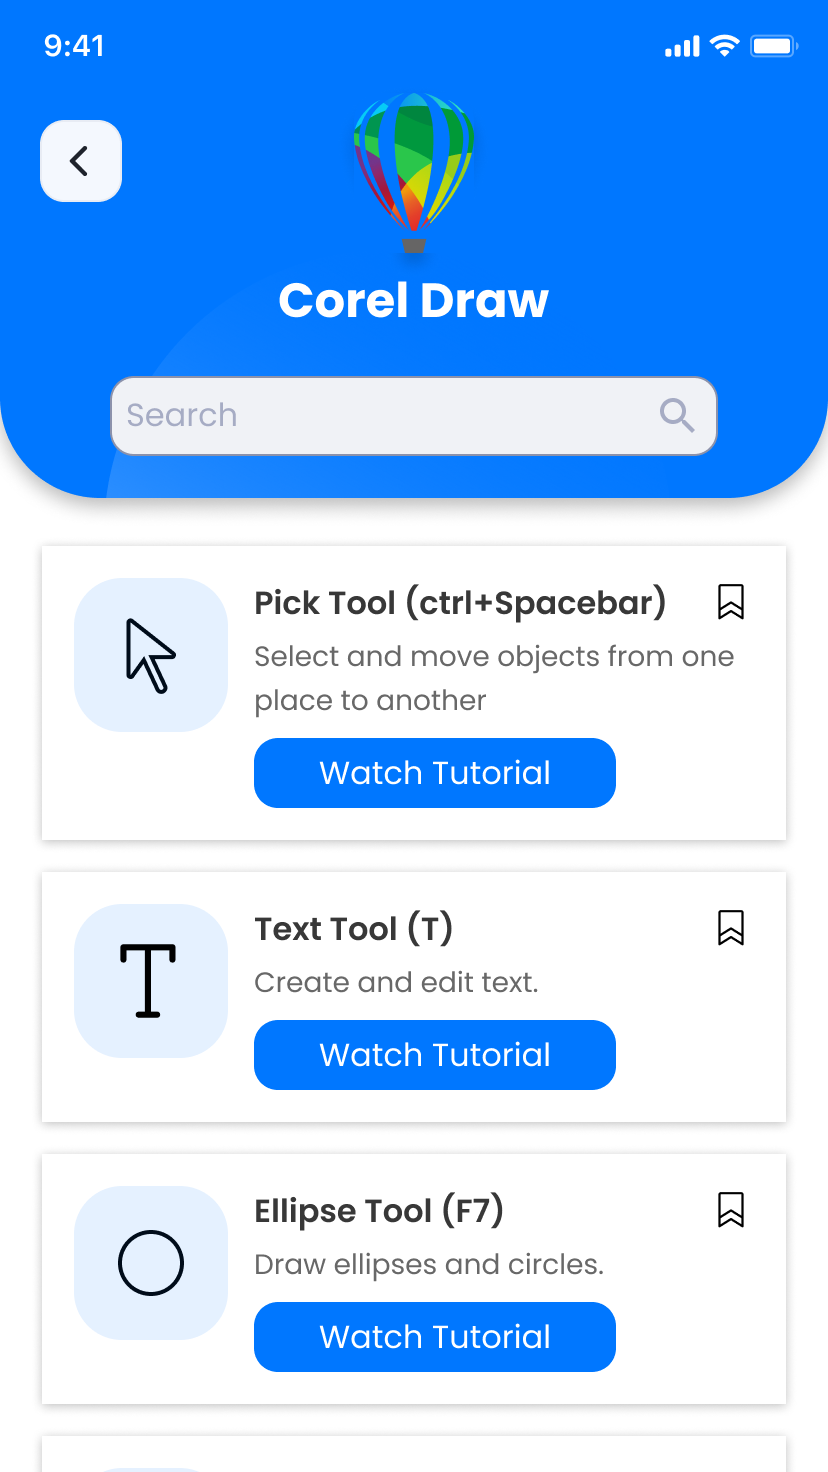 9:41
Corel Draw
Search
Pick Tool (ctrl+Spacebar)
Select and move objects from one
place to another
Watch Tutorial
Text Tool (T)
Create and edit text.
Watch Tutorial
Ellipse Tool (F7)
Draw ellipses and circles.
Watch Tutorial